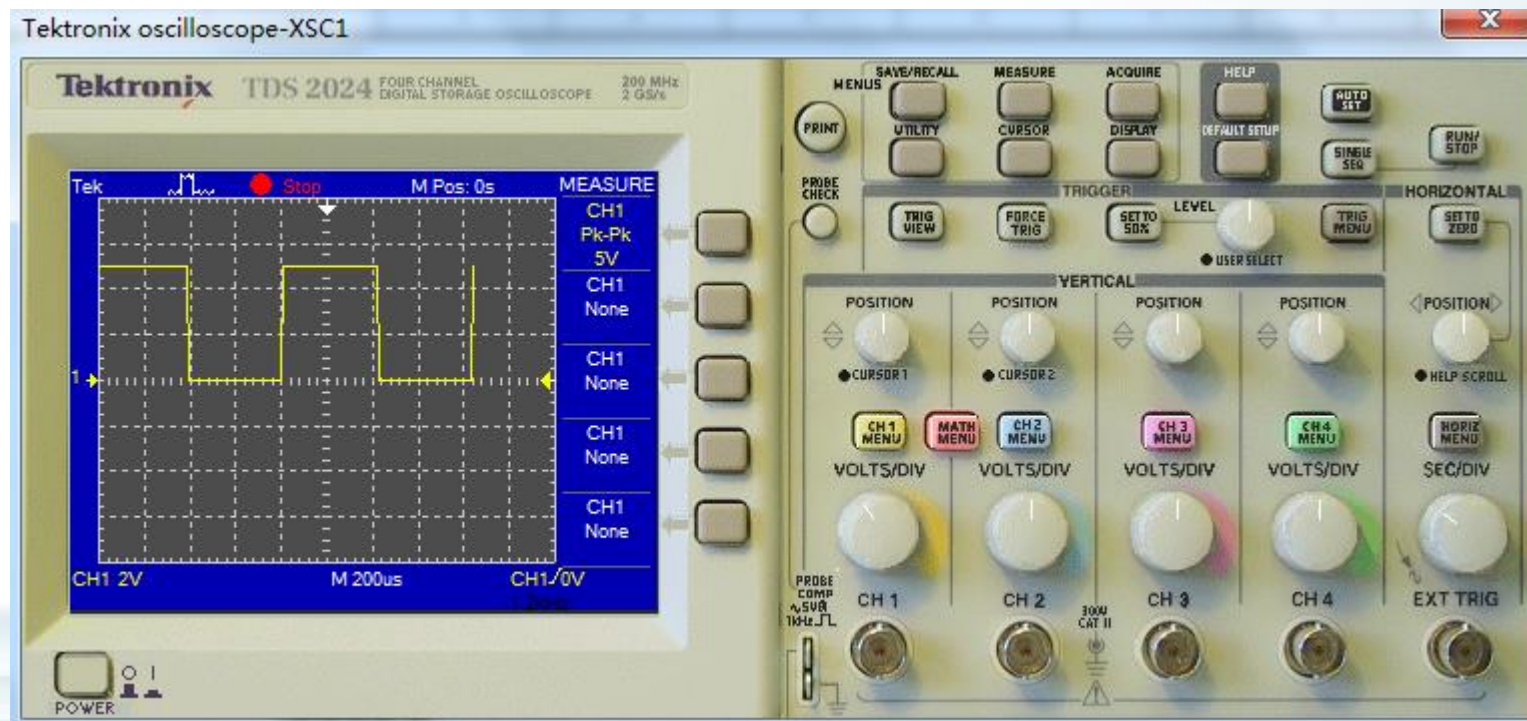 Tektronix oscilloscope-XSC1
Tektronix TDS 2024 FOUR CHANNEL DIGITAL STORAGE OSCILLOSCOPE 200 MHz 2 GS/s
Tek Stop M Pos: 0s MEASURE
CH1
Pk-Pk
5V
CH1
None
CH1
None
CH1
None
CH1
None
1
CH1 2V M 200us CH1 / 0V
POWER
MENUS
SAVE/RECALL MEASURE ACQUIRE HELP
PRINT
UTILITY CURSOR DISPLAY DEFAULT SETUP
AUTO SET
SINGLE SEQ
RUN/ STOP
PROBE CHECK
TRIGGER
HORIZONTAL
TRIG VIEW
FORCE TRIG
SET TO 50%
LEVEL
TRIG MENU
SET TO ZERO
USER SELECT
VERTICAL
POSITION POSITION POSITION POSITION POSITION
CURSOR 1 CURSOR 2 HELP SCROLL
CH 1 MENU
MATH MENU
CH 2 MENU
CH 3 MENU
CH 4 MENU
HORIZ MENU
VOLTS/DIV VOLTS/DIV VOLTS/DIV VOLTS/DIV SEC/DIV
PROBE COMP
~5V@
1kHz
CH 1 CH 2 CH 3 CH 4 EXT TRIG
300V
CAT II